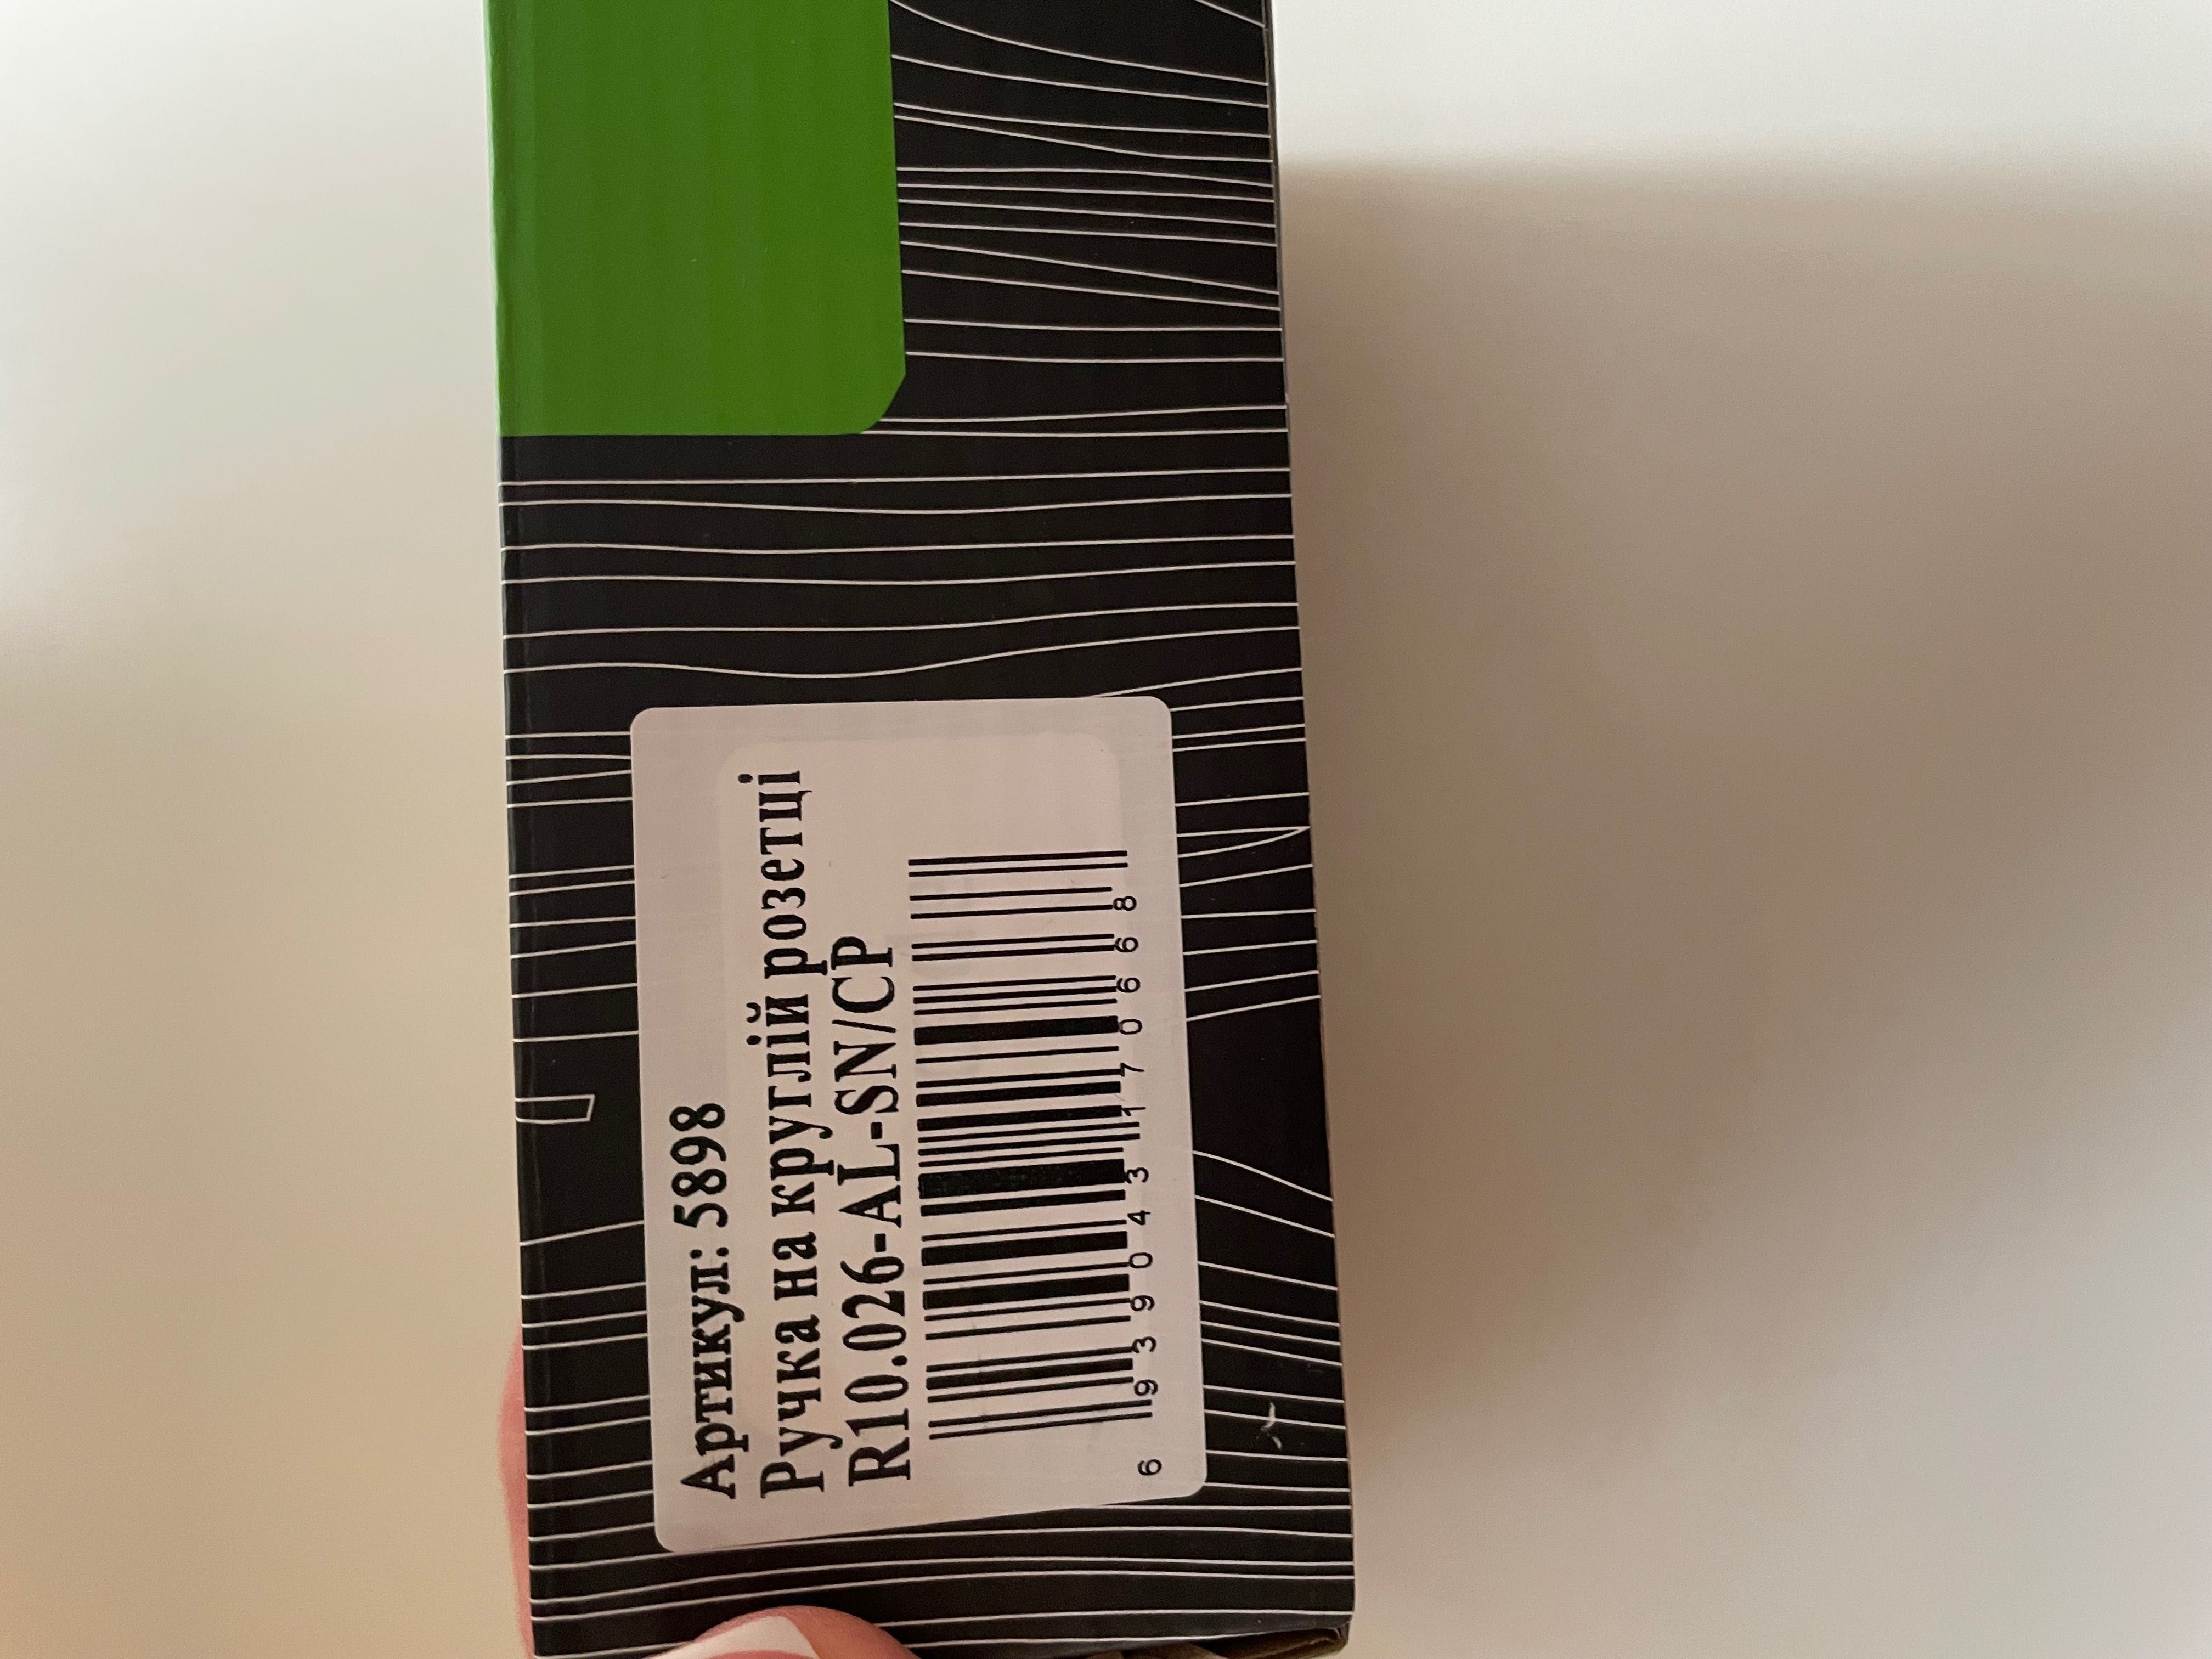 Артикул: 5898
Ручка на круглій розетці
R10.026-AL-SN/CP
6 939043 170668